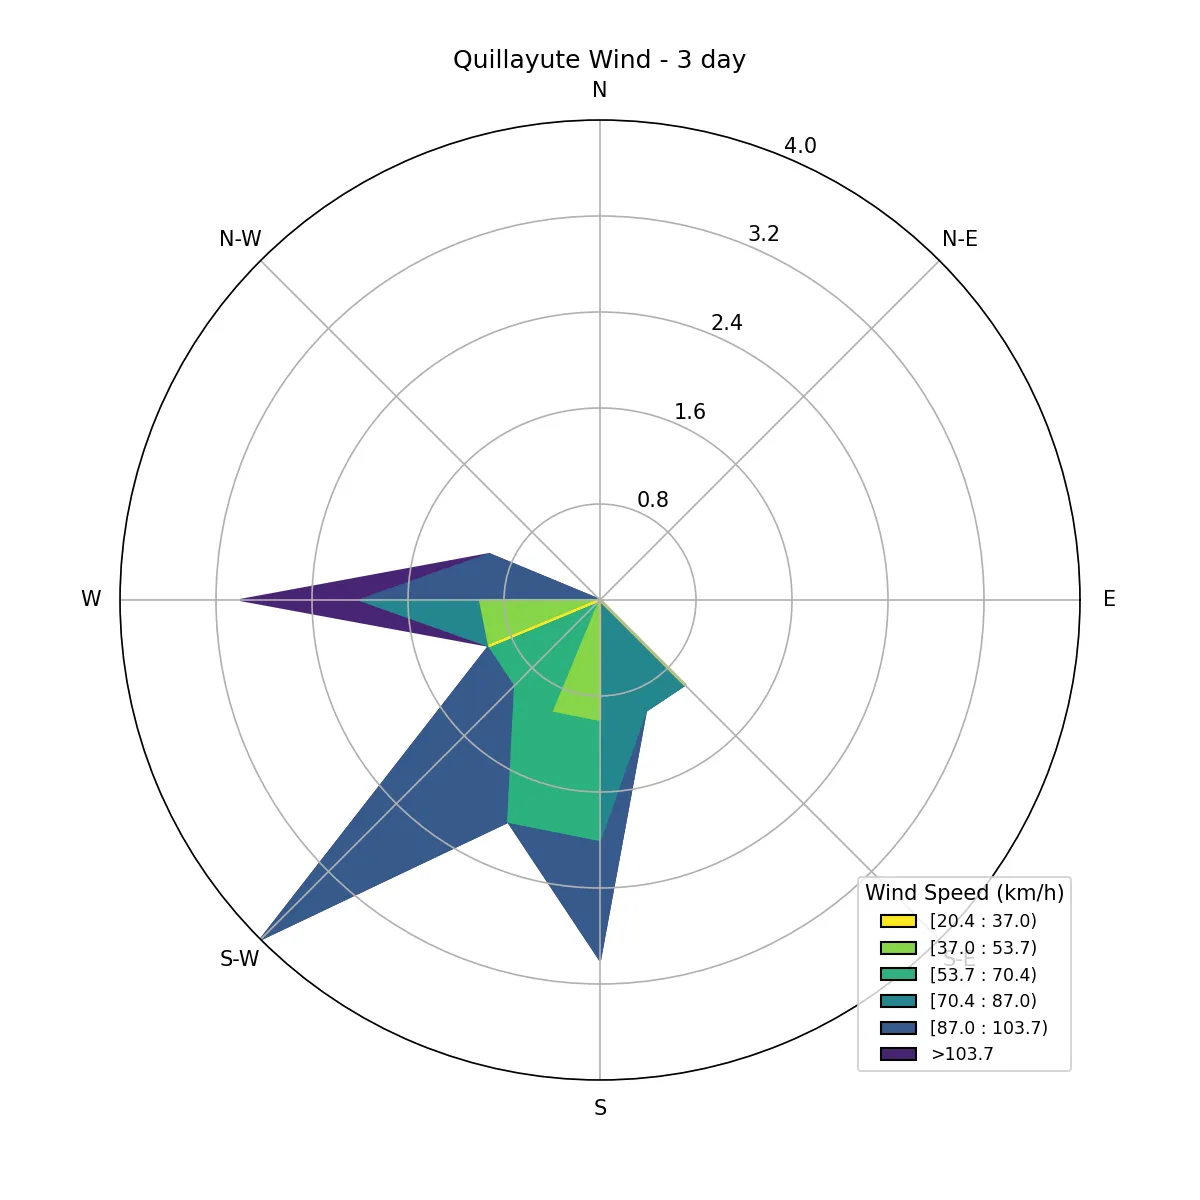 Quillayute Wind - 3 day
N
4.0
N-W
3.2
N-E
2.4
1.6
0.8
W
E
Wind Speed (km/h)
[20.4 : 37.0)
[37.0 : 53.7)
S-W
S-E
[53.7 : 70.4)
[70.4 : 87.0)
[87.0 : 103.7)
>103.7
S